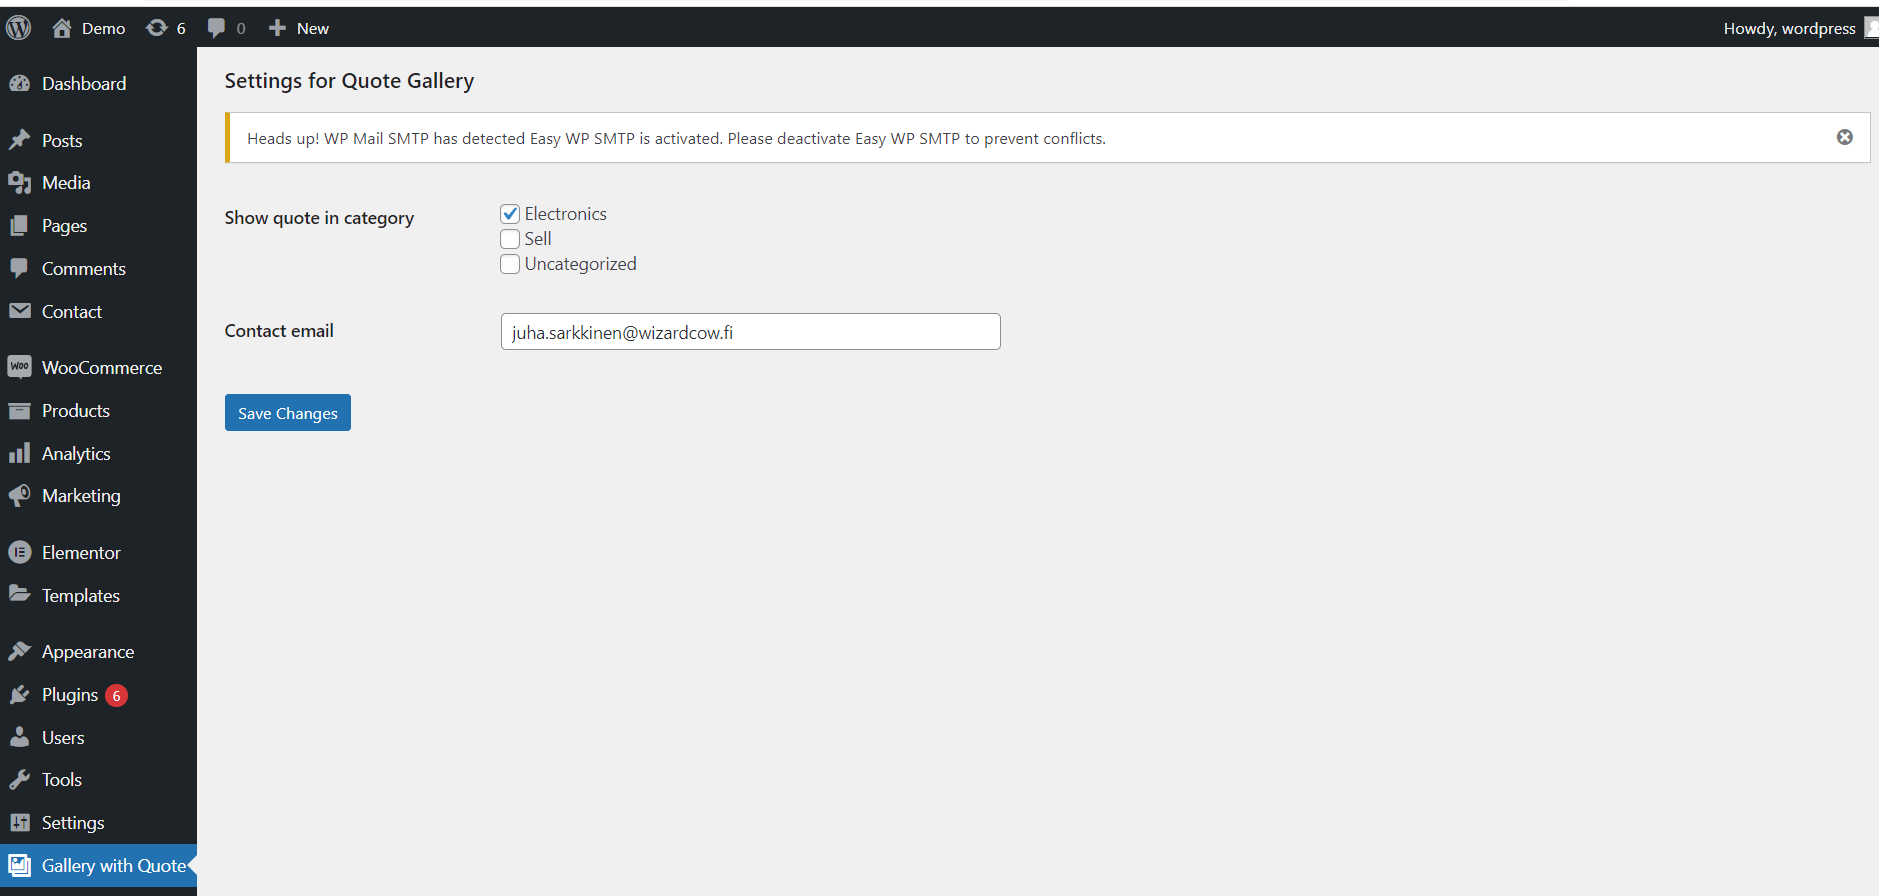 Demo 6 0 New Howdy, wordpress
Dashboard
Posts
Media
Pages
Comments
Contact
WooCommerce
Products
Analytics
Marketing
Elementor
Templates
Appearance
Plugins 6
Users
Tools
Settings
Gallery with Quote
Settings for Quote Gallery
Heads up! WP Mail SMTP has detected Easy WP SMTP is activated. Please deactivate Easy WP SMTP to prevent conflicts.
Show quote in category
Electronics
Sell
Uncategorized
Contact email
juha.sarkkinen@wizardcow.fi
Save Changes